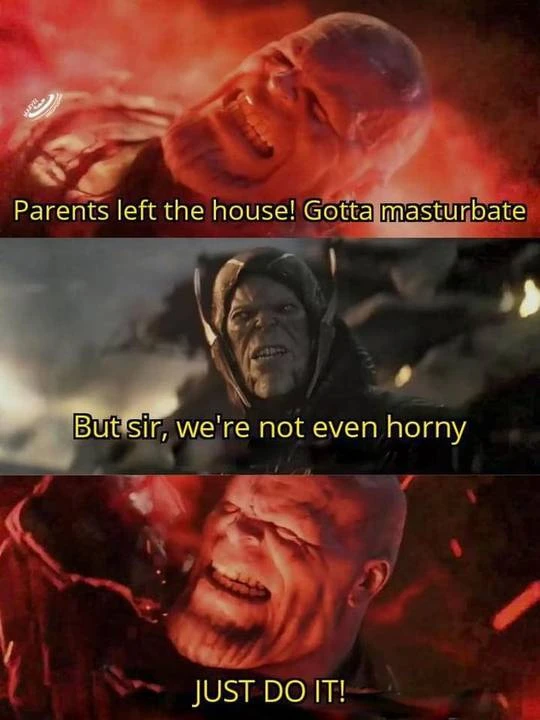 Parents left the house! Gotta masturbate
But sir, we're not even horny
JUST DO IT!